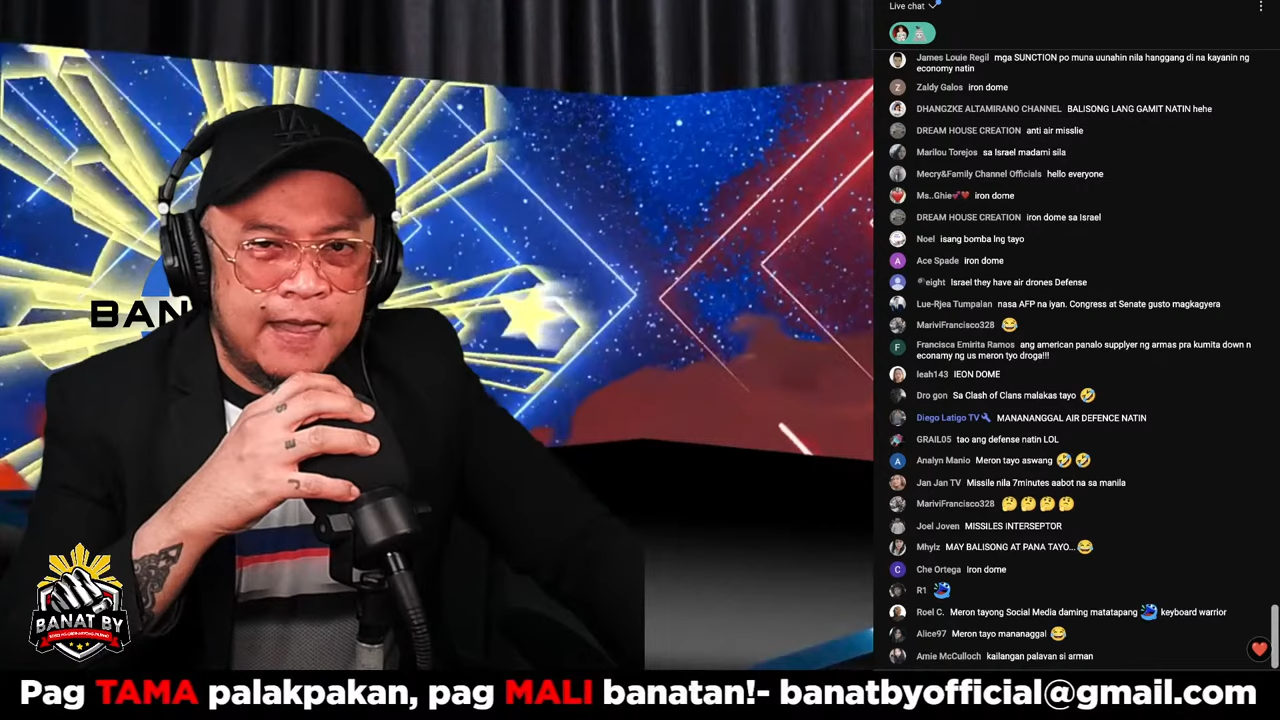 Live chat
James Louie Regil mga SUNCTION po muna uunahin nila hanggang di na kayanin ng
economy natin
Z Zaldy Galos iron dome
DHANGZKE ALTAMIRANO CHANNEL BALISONG LANG GAMIT NATIN hehe
DREAM HOUSE CREATION anti air misslie
Marilou Torejos sa Israel madami sila
Mecry&Family Channel Officials hello everyone
Ms..Ghie💕❤️ iron dome
DREAM HOUSE CREATION iron dome sa Israel
Noel isang bomba lng tayo
A Ace Spade iron dome
eight Israel they have air drones Defense
Lue-Rjea Tumpalan nasa AFP na iyan. Congress at Senate gusto magkagyera
MariviFrancisco328 😂
F Francisca Emirita Ramos ang american panalo supplyer ng armas pra kumita down n
econamy ng us meron tyo droga!!!
leah143 IEON DOME
Dro gon Sa Clash of Clans malakas tayo 🤣
Diego Latigo TV🔧 MANANANGGAL AIR DEFENCE NATIN
GRAIL05 tao ang defense natin LOL
A Analyn Manio Meron tayo aswang 🤣 🤣
Jan Jan TV Missile nila 7minutes aabot na sa manila
MariviFrancisco328 🤔 🤔 🤔 🤔
Joel Joven MISSILES INTERSEPTOR
Mhylz MAY BALISONG AT PANA TAYO...😂
C Che Ortega Iron dome
R1
Roel C. Meron tayong Social Media daming matatapang keyboard warrior
Alice97 Meron tayo mananaggal 😂
Arnie McCulloch kailangan palavan si arman
LA
BAN
BANAT BY
Pag TAMA palakpakan, pag MALI banatan!- banatbyofficial@gmail.com